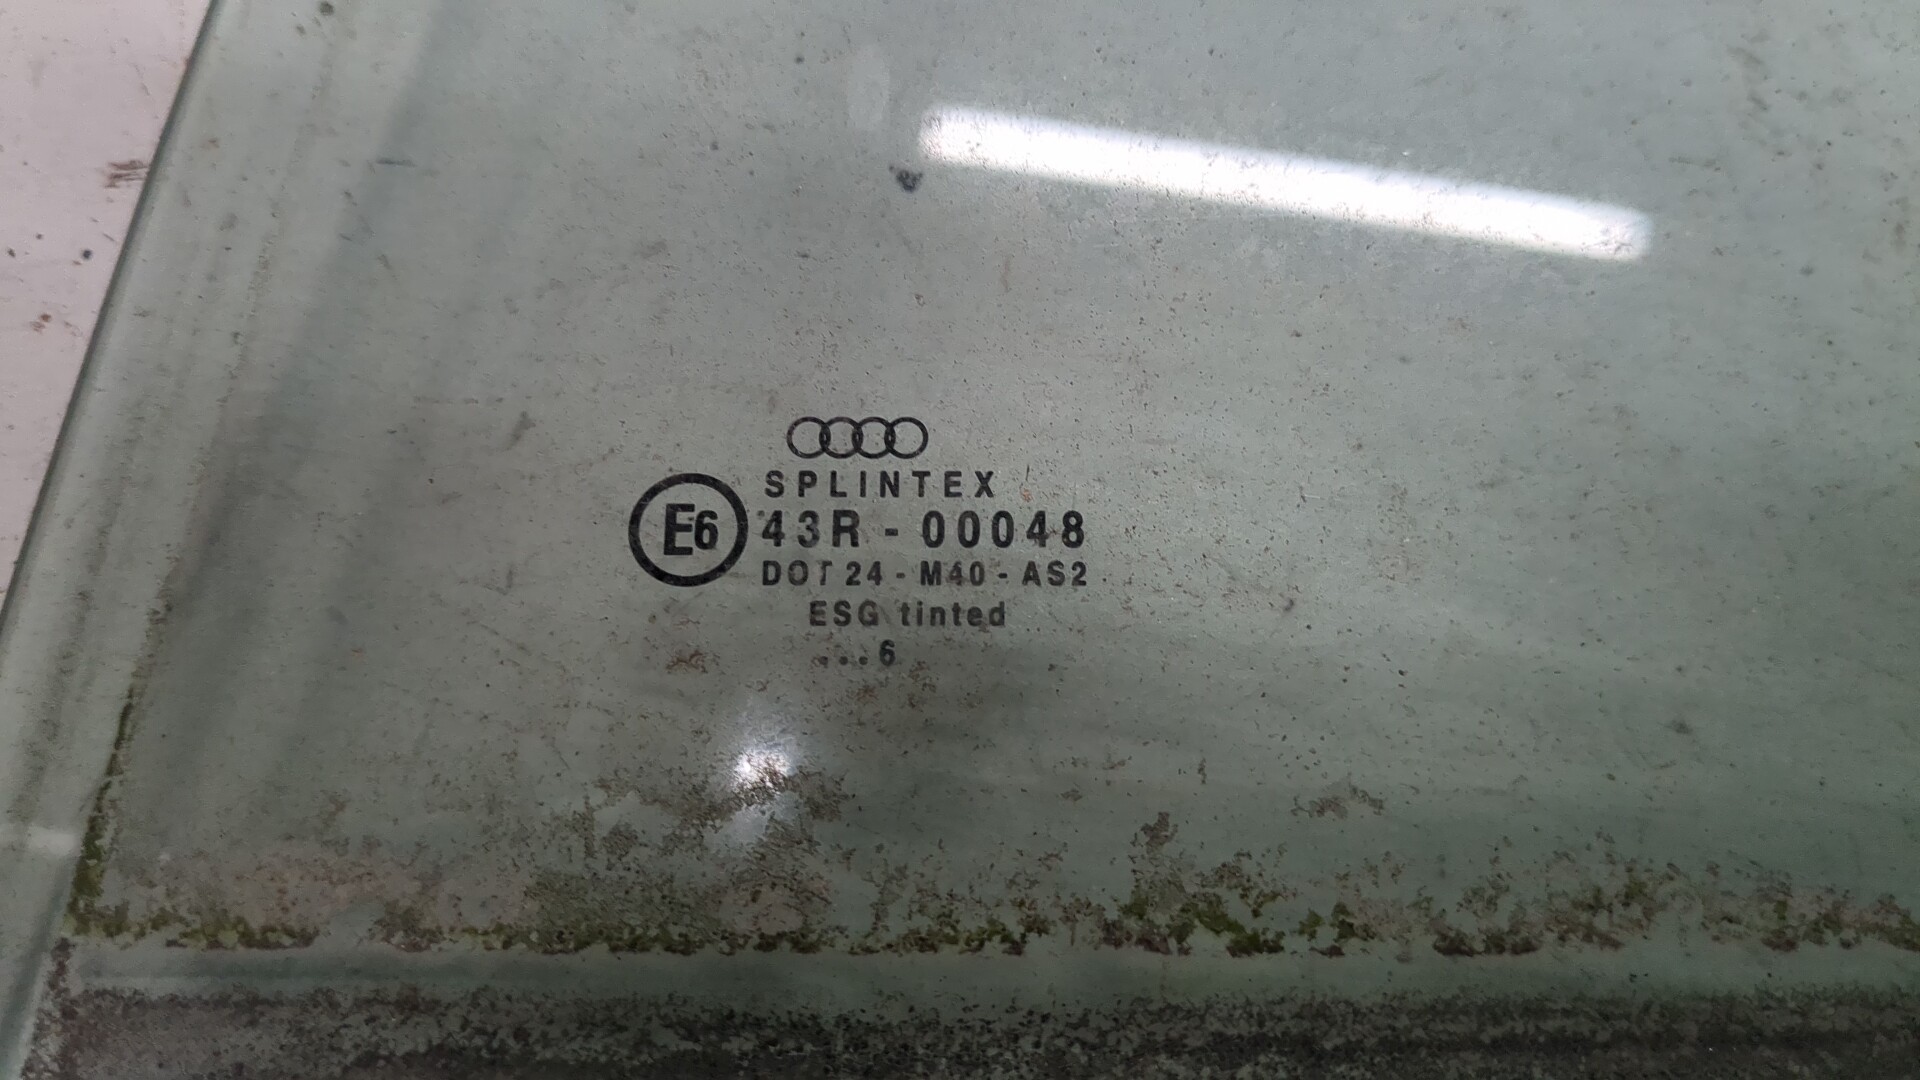 SPLINTEX
E6 43R - 00048
DOT 24 - M40 - AS2
ESG tinted
...6